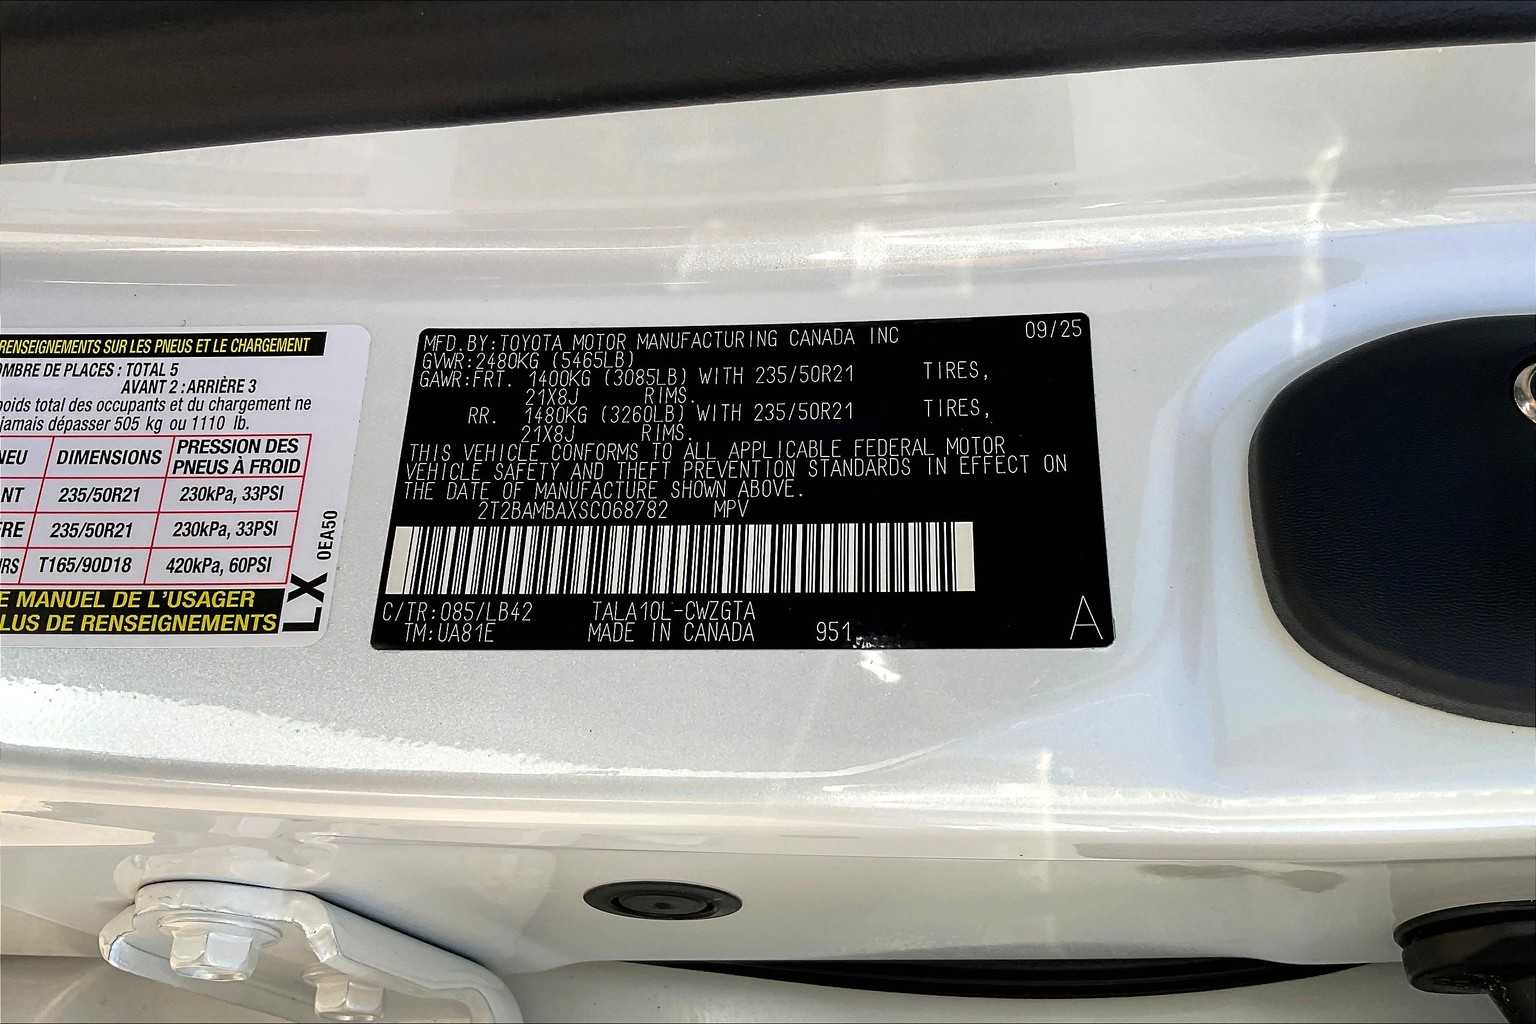 RENSEIGNEMENTS SUR LES PNEUS ET LE CHARGEMENT
OMBRE DE PLACES : TOTAL 5
AVANT 2 : ARRIÈRE 3
poids total des occupants et du chargement ne
jamais dépasser 505 kg ou 1110 lb.
NEU DIMENSIONS PRESSION DES PNEUS À FROID
NT 235/50R21 230kPa, 33PSI
RE 235/50R21 230kPa, 33PSI
RS T165/90D18 420kPa, 60PSI
E MANUEL DE L'USAGER
LUS DE RENSEIGNEMENTS
LX 0EA50
MFD.BY:TOYOTA MOTOR MANUFACTURING CANADA INC 09/25
GVWR:2480KG (5465LB)
GAWR:FRT. 1400KG (3085LB) WITH 235/50R21 TIRES,
21X8J RIMS.
RR. 1480KG (3260LB) WITH 235/50R21 TIRES,
21X8J RIMS.
THIS VEHICLE CONFORMS TO ALL APPLICABLE FEDERAL MOTOR
VEHICLE SAFETY AND THEFT PREVENTION STANDARDS IN EFFECT ON
THE DATE OF MANUFACTURE SHOWN ABOVE.
2T2BAMBAXSC068782 MPV
C/TR:085/LB42 TALA10L-CWZGTA
TM:UA81E MADE IN CANADA 951 A